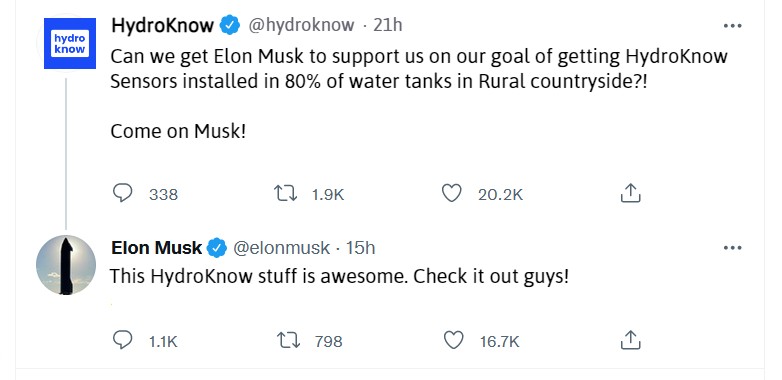 hydro
know
HydroKnow @hydroknow · 21h
Can we get Elon Musk to support us on our goal of getting HydroKnow
Sensors installed in 80% of water tanks in Rural countryside?!
Come on Musk!
338 1.9K 20.2K
Elon Musk @elonmusk · 15h
This HydroKnow stuff is awesome. Check it out guys!
1.1K 798 16.7K